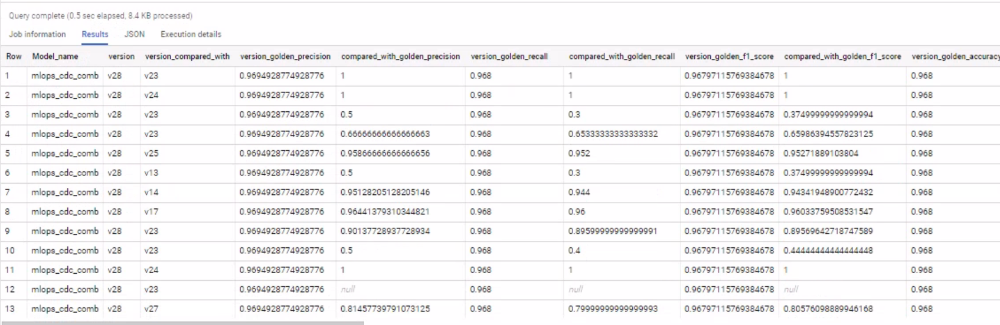 Query complete (0.5 sec elapsed, 8.4 KB processed)
Job information Results JSON Execution details
Row Model_name version version_compared_with version_golden_precision compared_with_golden_precision version_golden_recall compared_with_golden_recall version_golden_f1_score compared_with_golden_f1_score version_golden_accuracy
1 mlops_cdc_comb v28 v23 0.9694928774928776 1 0.968 1 0.96797115769384678 1 0.968
2 mlops_cdc_comb v28 v24 0.9694928774928776 1 0.968 1 0.96797115769384678 1 0.968
3 mlops_cdc_comb v28 v23 0.9694928774928776 0.5 0.968 0.3 0.96797115769384678 0.37499999999999994 0.968
4 mlops_cdc_comb v28 v23 0.9694928774928776 0.66666666666666663 0.968 0.65333333333333332 0.96797115769384678 0.65986394557823125 0.968
5 mlops_cdc_comb v28 v25 0.9694928774928776 0.95866666666666656 0.968 0.952 0.96797115769384678 0.95271889103804 0.968
6 mlops_cdc_comb v28 v13 0.9694928774928776 0.5 0.968 0.3 0.96797115769384678 0.37499999999999994 0.968
7 mlops_cdc_comb v28 v14 0.9694928774928776 0.95128205128205146 0.968 0.944 0.96797115769384678 0.94341948900772432 0.968
8 mlops_cdc_comb v28 v17 0.9694928774928776 0.96441379310344821 0.968 0.96 0.96797115769384678 0.96033759508531547 0.968
9 mlops_cdc_comb v28 v23 0.9694928774928776 0.90137728937728934 0.968 0.89599999999999991 0.96797115769384678 0.89569642718747589 0.968
10 mlops_cdc_comb v28 v23 0.9694928774928776 0.5 0.968 0.4 0.96797115769384678 0.44444444444444448 0.968
11 mlops_cdc_comb v28 v24 0.9694928774928776 1 0.968 1 0.96797115769384678 1 0.968
12 mlops_cdc_comb v28 v23 0.9694928774928776 null 0.968 null 0.96797115769384678 null 0.968
13 mlops_cdc_comb v28 v27 0.9694928774928776 0.81457739791073125 0.968 0.79999999999999993 0.96797115769384678 0.80576098889946168 0.968